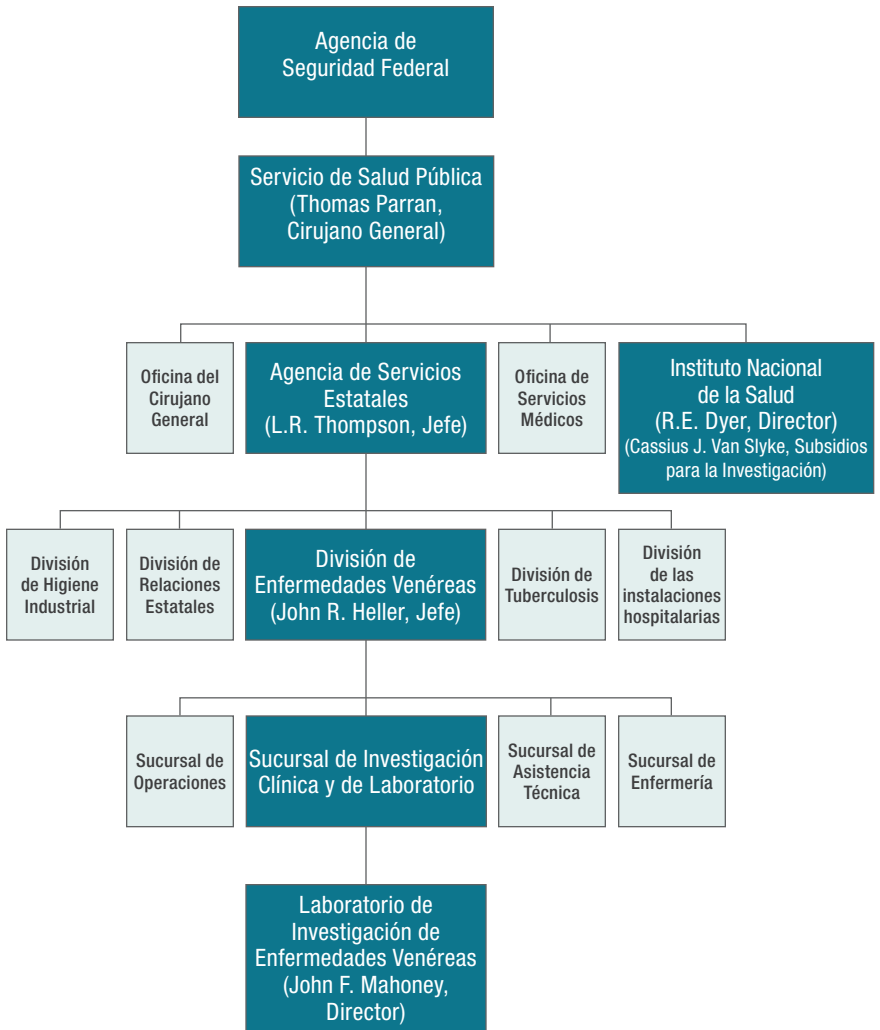 Agencia de
Seguridad Federal
Servicio de Salud Pública
(Thomas Parran,
Cirujano General)
Oficina del
Cirujano
General
Agencia de Servicios
Estatales
(L.R. Thompson, Jefe)
Oficina de
Servicios
Médicos
Instituto Nacional
de la Salud
(R.E. Dyer, Director)
(Cassius J. Van Slyke, Subsidios
para la Investigación)
División
de Higiene
Industrial
División de
Relaciones
Estatales
División de
Enfermedades Venéreas
(John R. Heller, Jefe)
División de
Tuberculosis
División
de las
instalaciones
hospitalarias
Sucursal de
Operaciones
Sucursal de Investigación
Clínica y de Laboratorio
Sucursal de
Asistencia
Técnica
Sucursal de
Enfermería
Laboratorio de
Investigación de
Enfermedades Venéreas
(John F. Mahoney,
Director)